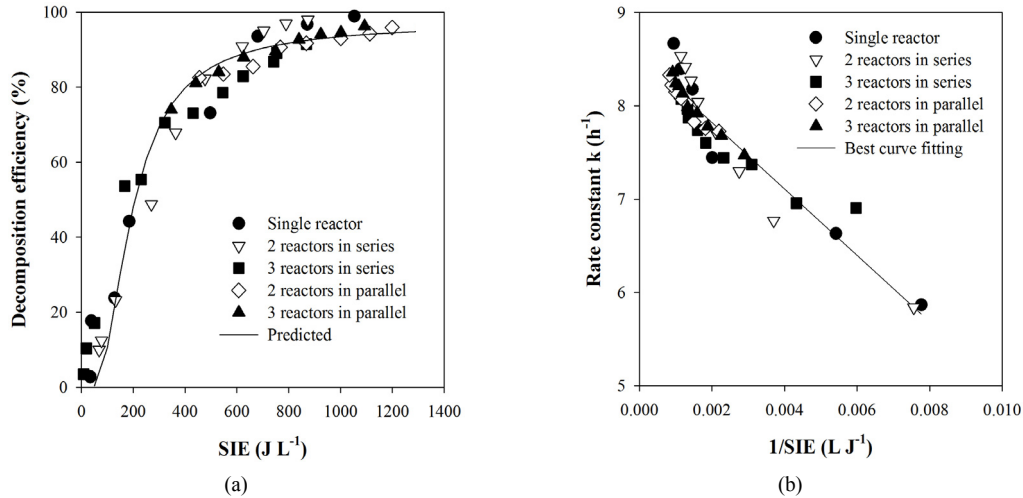 100
80
60
40
20
0
Decomposition efficiency (%)
Single reactor
2 reactors in series
3 reactors in series
2 reactors in parallel
3 reactors in parallel
Predicted
0 200 400 600 800 1000 1200 1400
SIE (J L⁻¹)
(a)
9
8
7
6
5
Rate constant k (h⁻¹)
Single reactor
2 reactors in series
3 reactors in series
2 reactors in parallel
3 reactors in parallel
Best curve fitting
0.000 0.002 0.004 0.006 0.008 0.010
1/SIE (L J⁻¹)
(b)